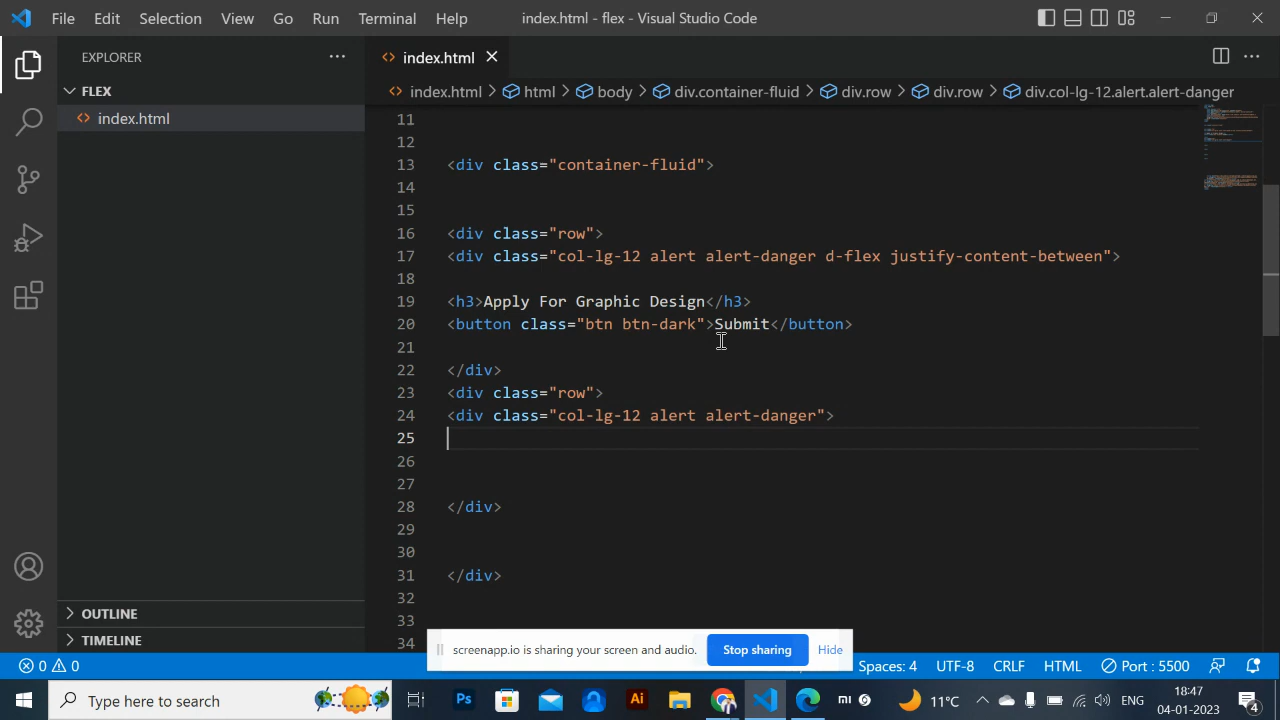 File Edit Selection View Go Run Terminal Help index.html - flex - Visual Studio Code
EXPLORER
FLEX
index.html
OUTLINE
TIMELINE
index.html
index.html > html > body > div.container-fluid > div.row > div.row > div.col-lg-12.alert.alert-danger
11
12
13 <div class="container-fluid">
14
15
16 <div class="row">
17 <div class="col-lg-12 alert alert-danger d-flex justify-content-between">
18
19 <h3>Apply For Graphic Design</h3>
20 <button class="btn btn-dark">Submit</button>
21
22 </div>
23 <div class="row">
24 <div class="col-lg-12 alert alert-danger">
25
26
27
28 </div>
29
30
31 </div>
32
33
34
screenapp.io is sharing your screen and audio. Stop sharing Hide
0 0 Spaces: 4 UTF-8 CRLF HTML Port : 5500
Type here to search Ps Ai mi 11°C ENG 18:47
04-01-2023 4